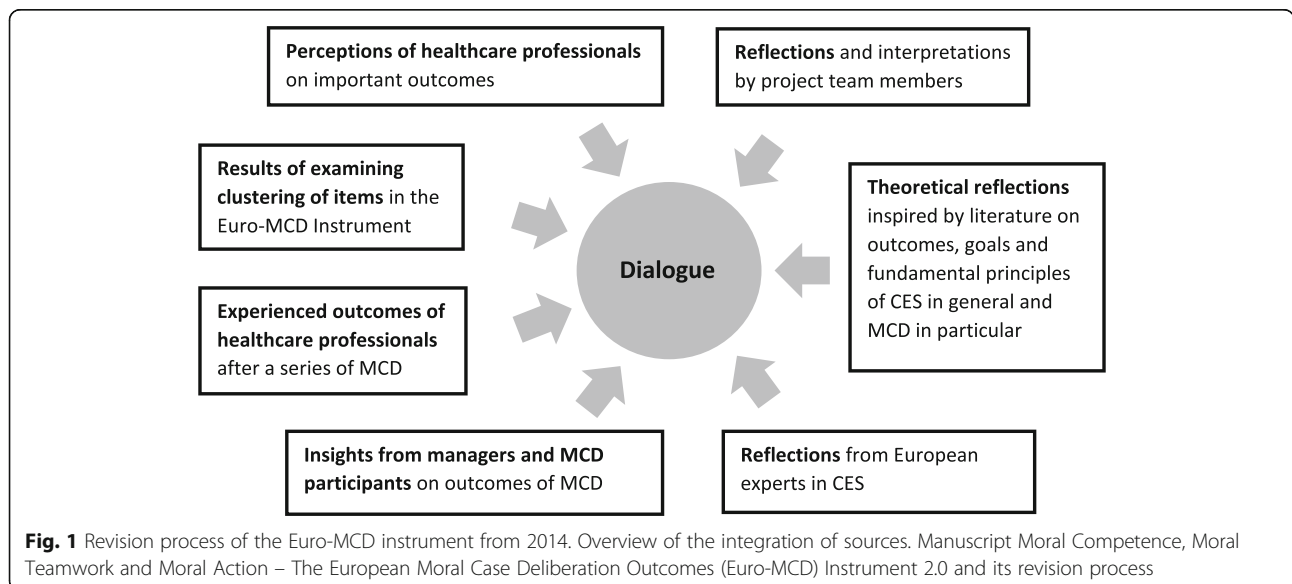 Perceptions of healthcare professionals
on important outcomes
Reflections and interpretations
by project team members
Results of examining
clustering of items in the
Euro-MCD Instrument
Theoretical reflections
inspired by literature on
outcomes, goals and
fundamental principles
of CES in general and
MCD in particular
Dialogue
Experienced outcomes of
healthcare professionals
after a series of MCD
Insights from managers and MCD
participants on outcomes of MCD
Reflections from European
experts in CES
Fig. 1 Revision process of the Euro-MCD instrument from 2014. Overview of the integration of sources. Manuscript Moral Competence, Moral
Teamwork and Moral Action – The European Moral Case Deliberation Outcomes (Euro-MCD) Instrument 2.0 and its revision process